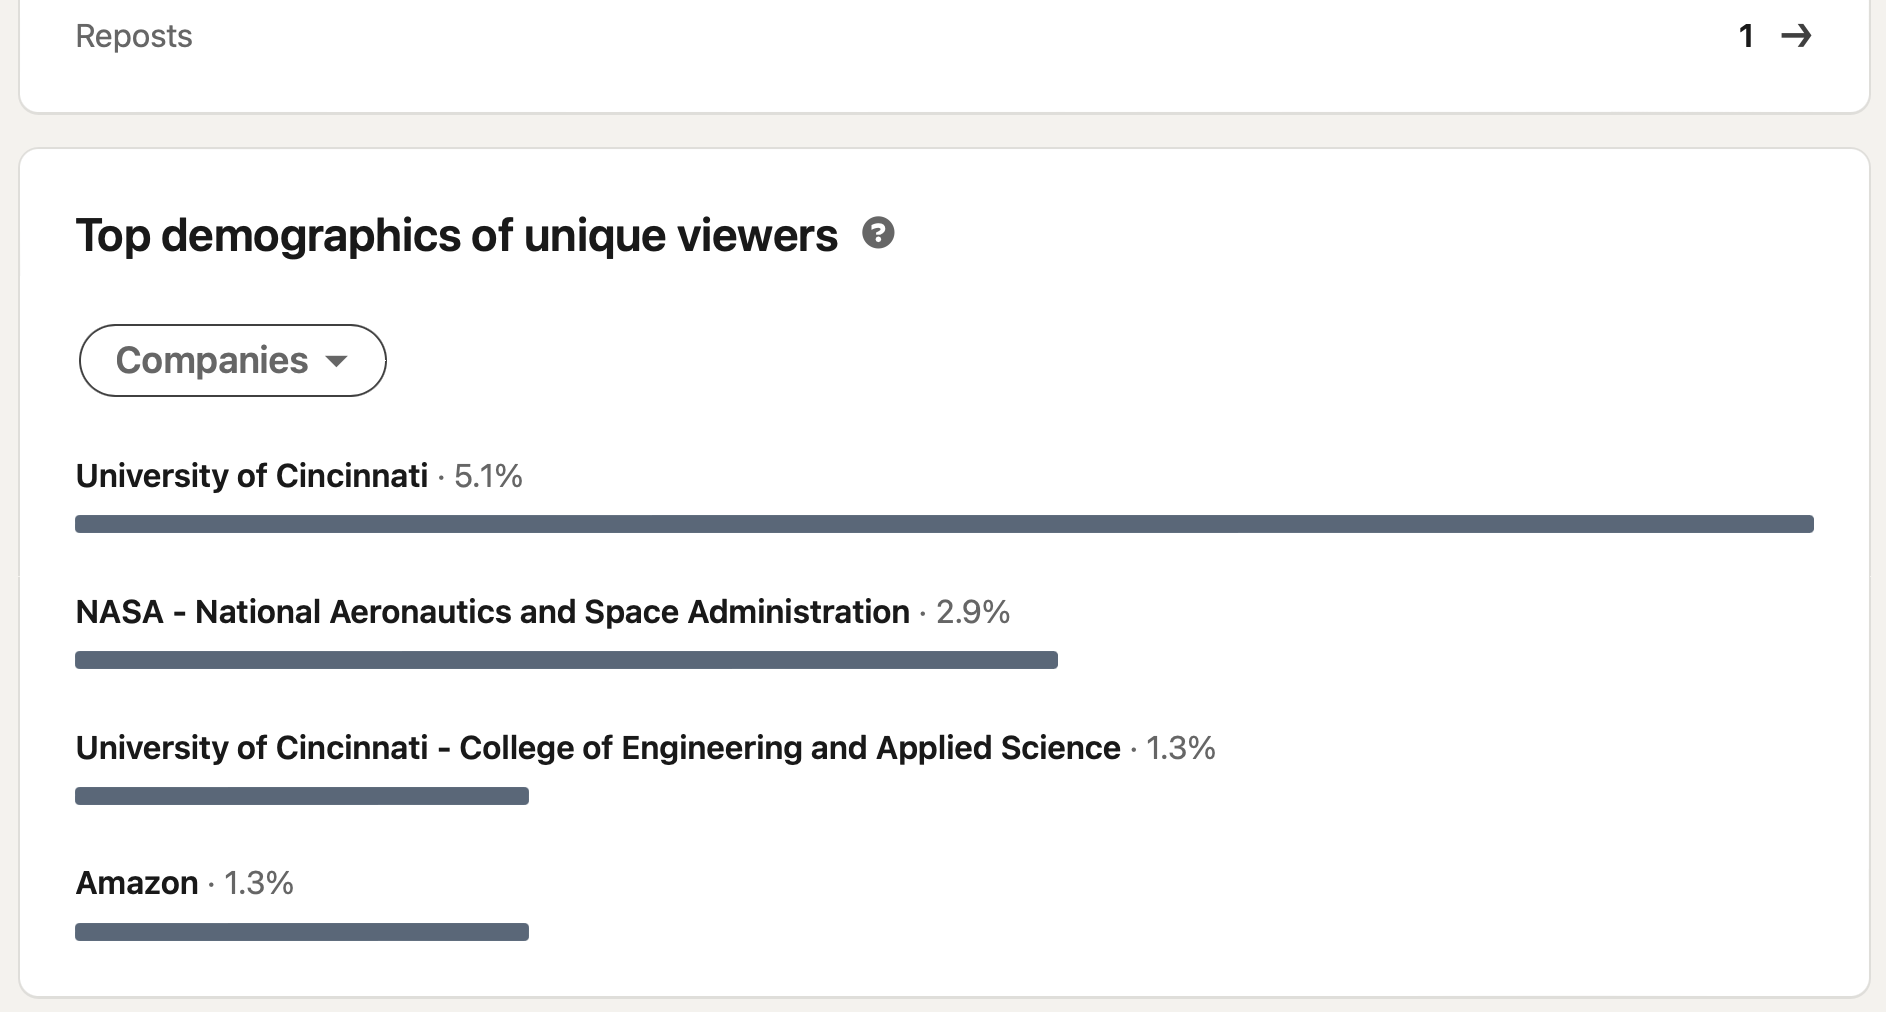 Reposts 1 →
Top demographics of unique viewers ?
Companies
University of Cincinnati · 5.1%
NASA - National Aeronautics and Space Administration · 2.9%
University of Cincinnati - College of Engineering and Applied Science · 1.3%
Amazon · 1.3%